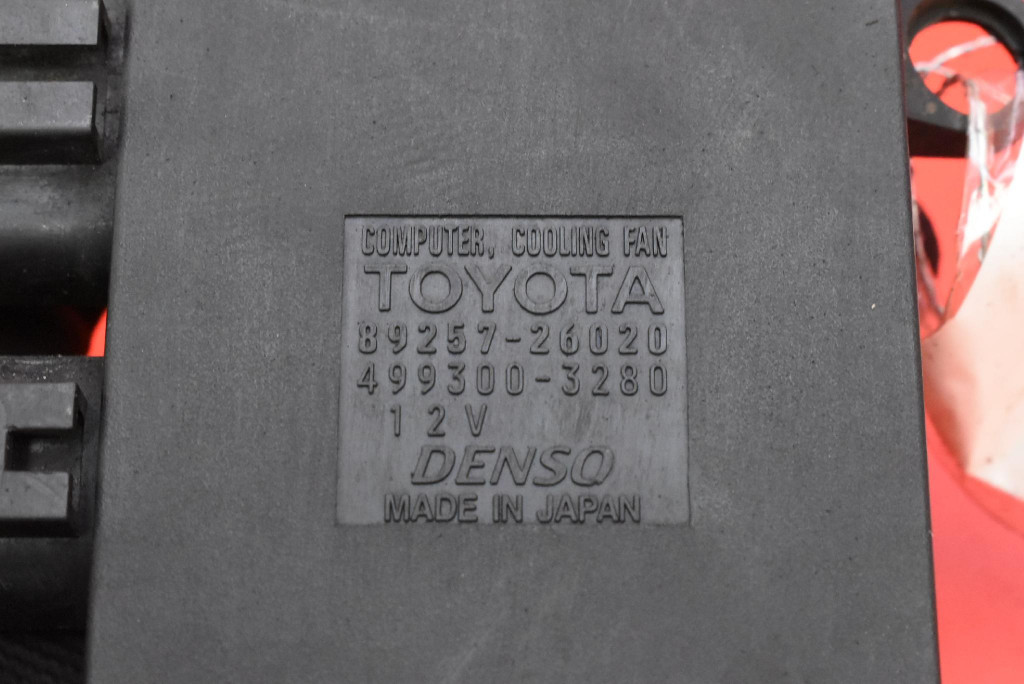 COMPUTER, COOLING FAN
TOYOTA
89257-26020
499300-3280
12V
DENSO
MADE IN JAPAN